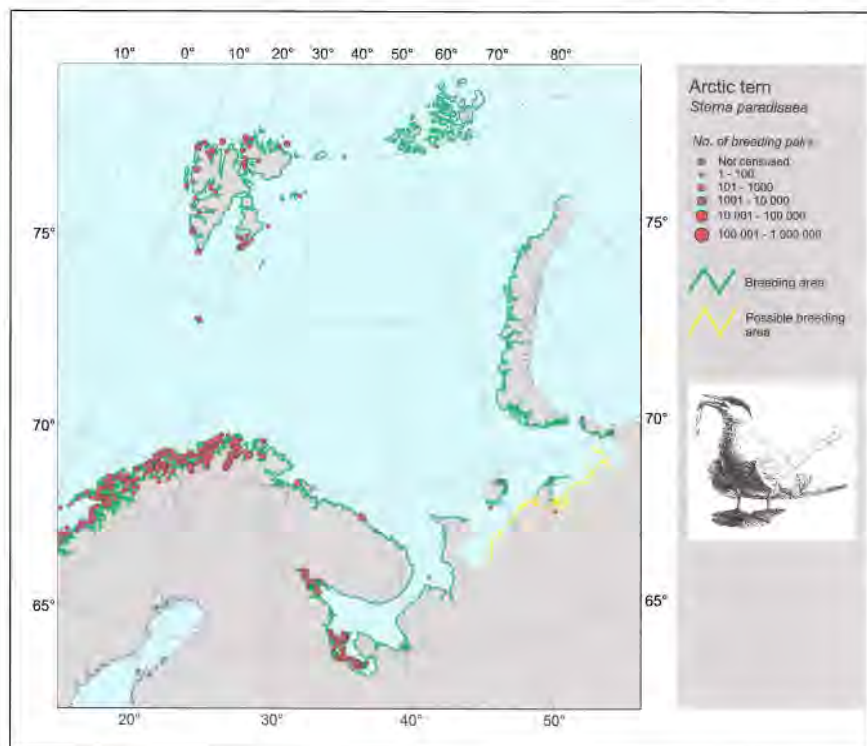 10° 0° 10° 20° 30° 40° 50° 60° 70° 80°
Arctic tern
Sterna paradisaea
No. of breeding pairs
Not censused
1 - 100
101 - 1000
1001 - 10 000
10 001 - 100 000
100 001 - 1 000 000
75° 75°
Breeding area
Possible breeding
area
70° 70°
65° 65°
20° 30° 40° 50°